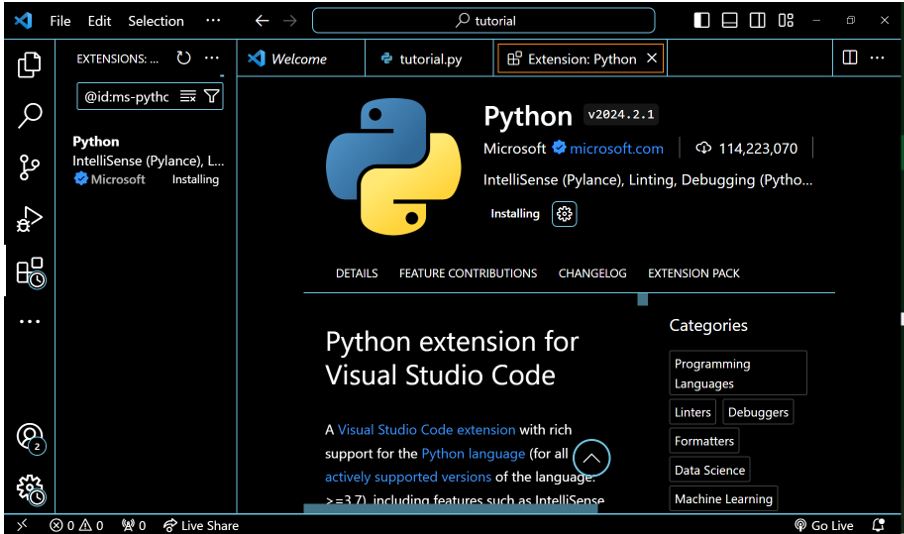 File Edit Selection ··· tutorial
EXTENSIONS: ... ···
Welcome tutorial.py Extension: Python ···
@id:ms-pythc
Python
IntelliSense (Pylance), L...
Microsoft Installing
Python v2024.2.1
Microsoft microsoft.com 114,223,070
IntelliSense (Pylance), Linting, Debugging (Pytho...
Installing
DETAILS FEATURE CONTRIBUTIONS CHANGELOG EXTENSION PACK
Python extension for
Visual Studio Code
A Visual Studio Code extension with rich
support for the Python language (for all
actively supported versions of the language:
>=3.7), including features such as IntelliSense
Categories
Programming
Languages
Linters Debuggers
Formatters
Data Science
Machine Learning
2
0 0 0 Live Share Go Live